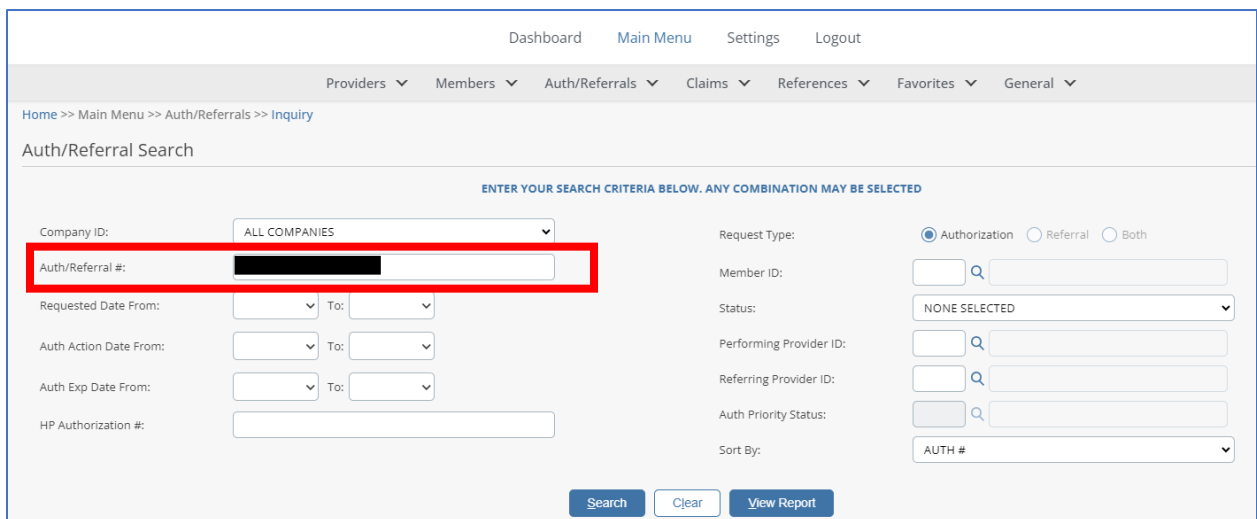 Dashboard Main Menu Settings Logout
Providers Members Auth/Referrals Claims References Favorites General
Home >> Main Menu >> Auth/Referrals >> Inquiry
Auth/Referral Search
ENTER YOUR SEARCH CRITERIA BELOW. ANY COMBINATION MAY BE SELECTED
Company ID: ALL COMPANIES
Auth/Referral #:
Requested Date From: To:
Auth Action Date From: To:
Auth Exp Date From: To:
HP Authorization #:
Request Type: Authorization Referral Both
Member ID:
Status: NONE SELECTED
Performing Provider ID:
Referring Provider ID:
Auth Priority Status:
Sort By: AUTH #
Search Clear View Report